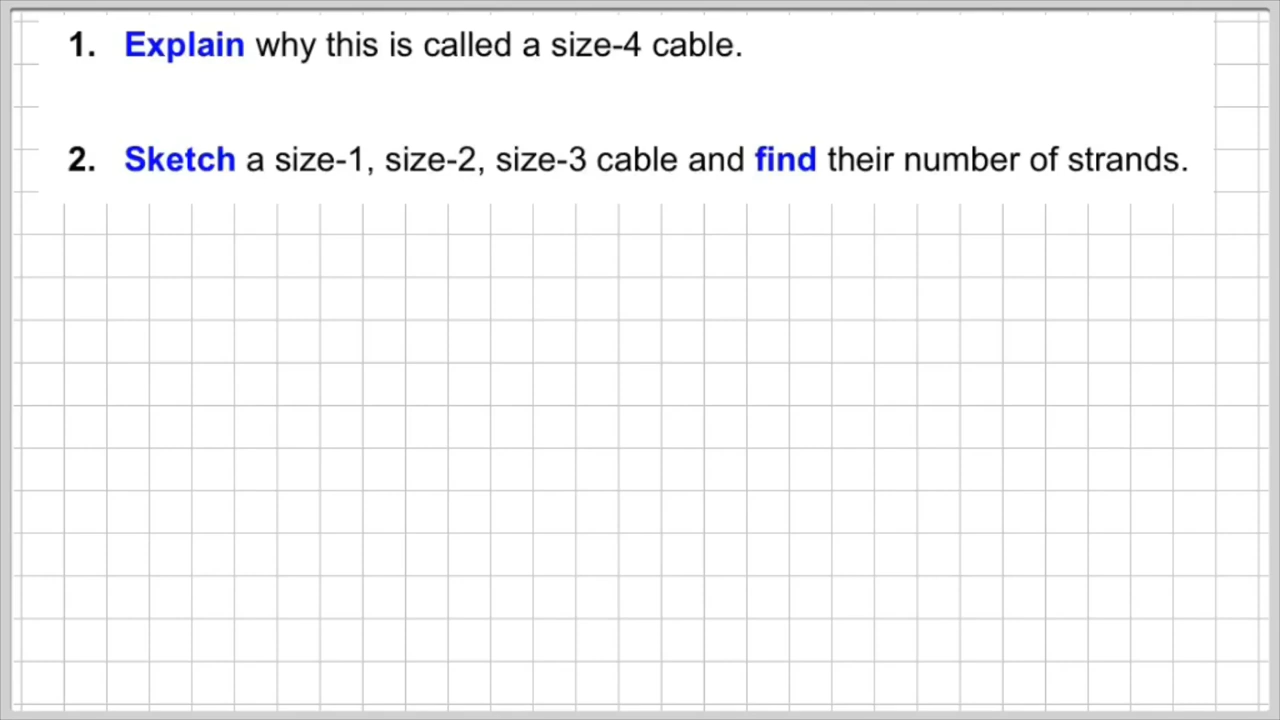 1. Explain why this is called a size-4 cable.
2. Sketch a size-1, size-2, size-3 cable and find their number of strands.